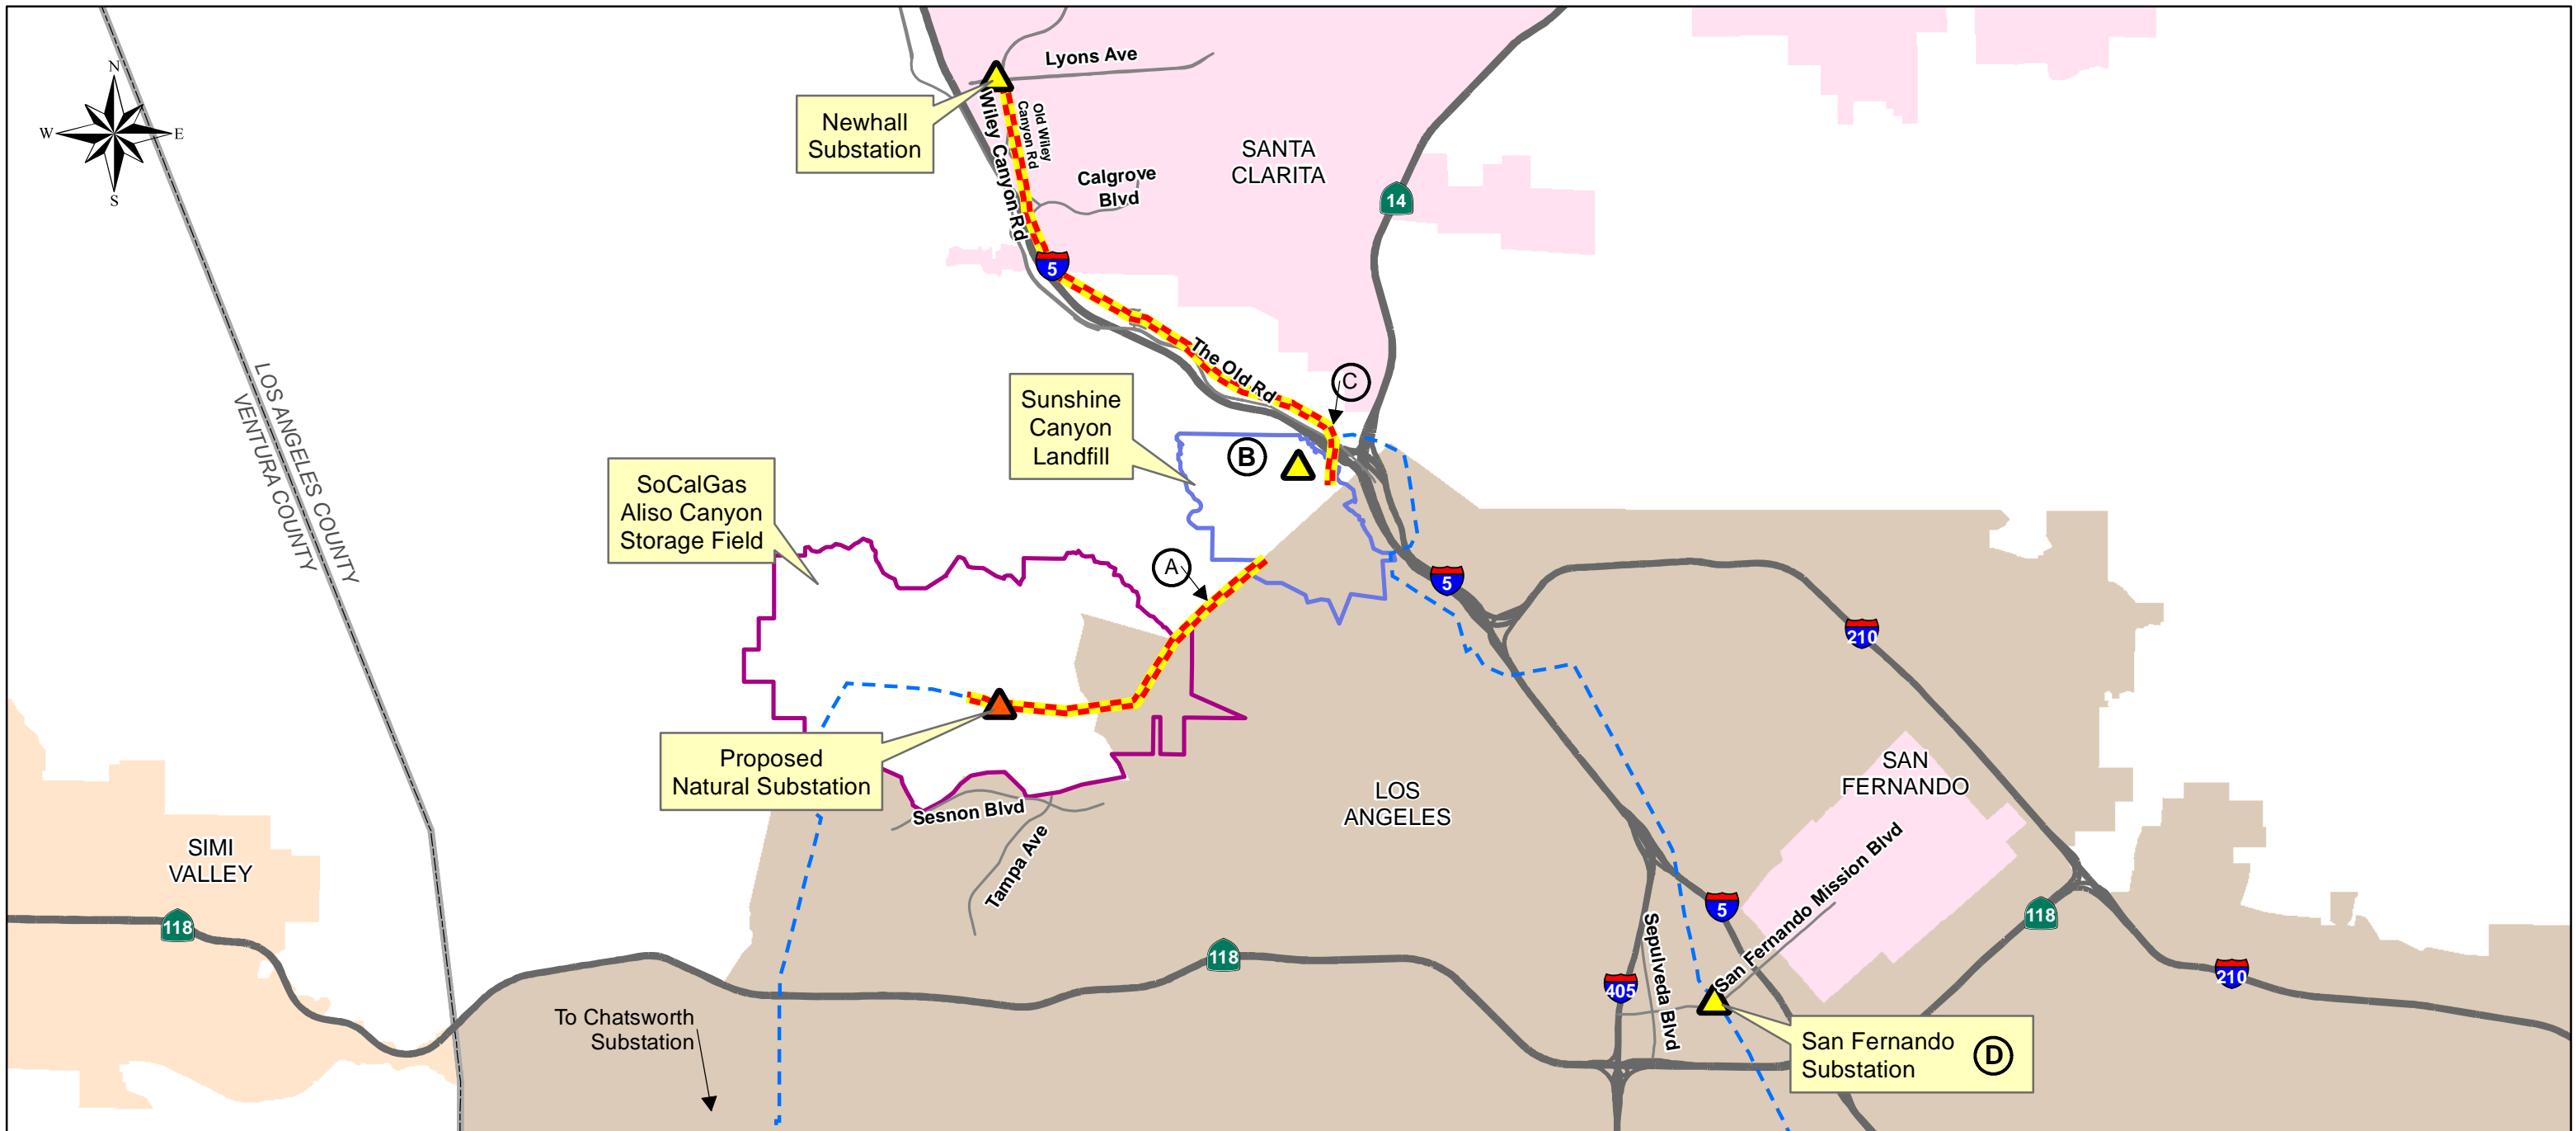 N
W
E
S
Lyons Ave
Newhall
Substation
Wiley Canyon Rd
Old Wiley
Canyon Rd
Calgrove
Blvd
SANTA
CLARITA
14
5
The Old Rd
C
Sunshine
Canyon
Landfill
B
LOS ANGELES COUNTY
VENTURA COUNTY
SoCalGas
Aliso Canyon
Storage Field
A
5
210
Proposed
Natural Substation
Sesnon Blvd
Tampa Ave
LOS
ANGELES
SAN
FERNANDO
San Fernando Mission Blvd
SIMI
VALLEY
118
118
5
118
405
Sepulveda Blvd
210
To Chatsworth
Substation
San Fernando
Substation
D